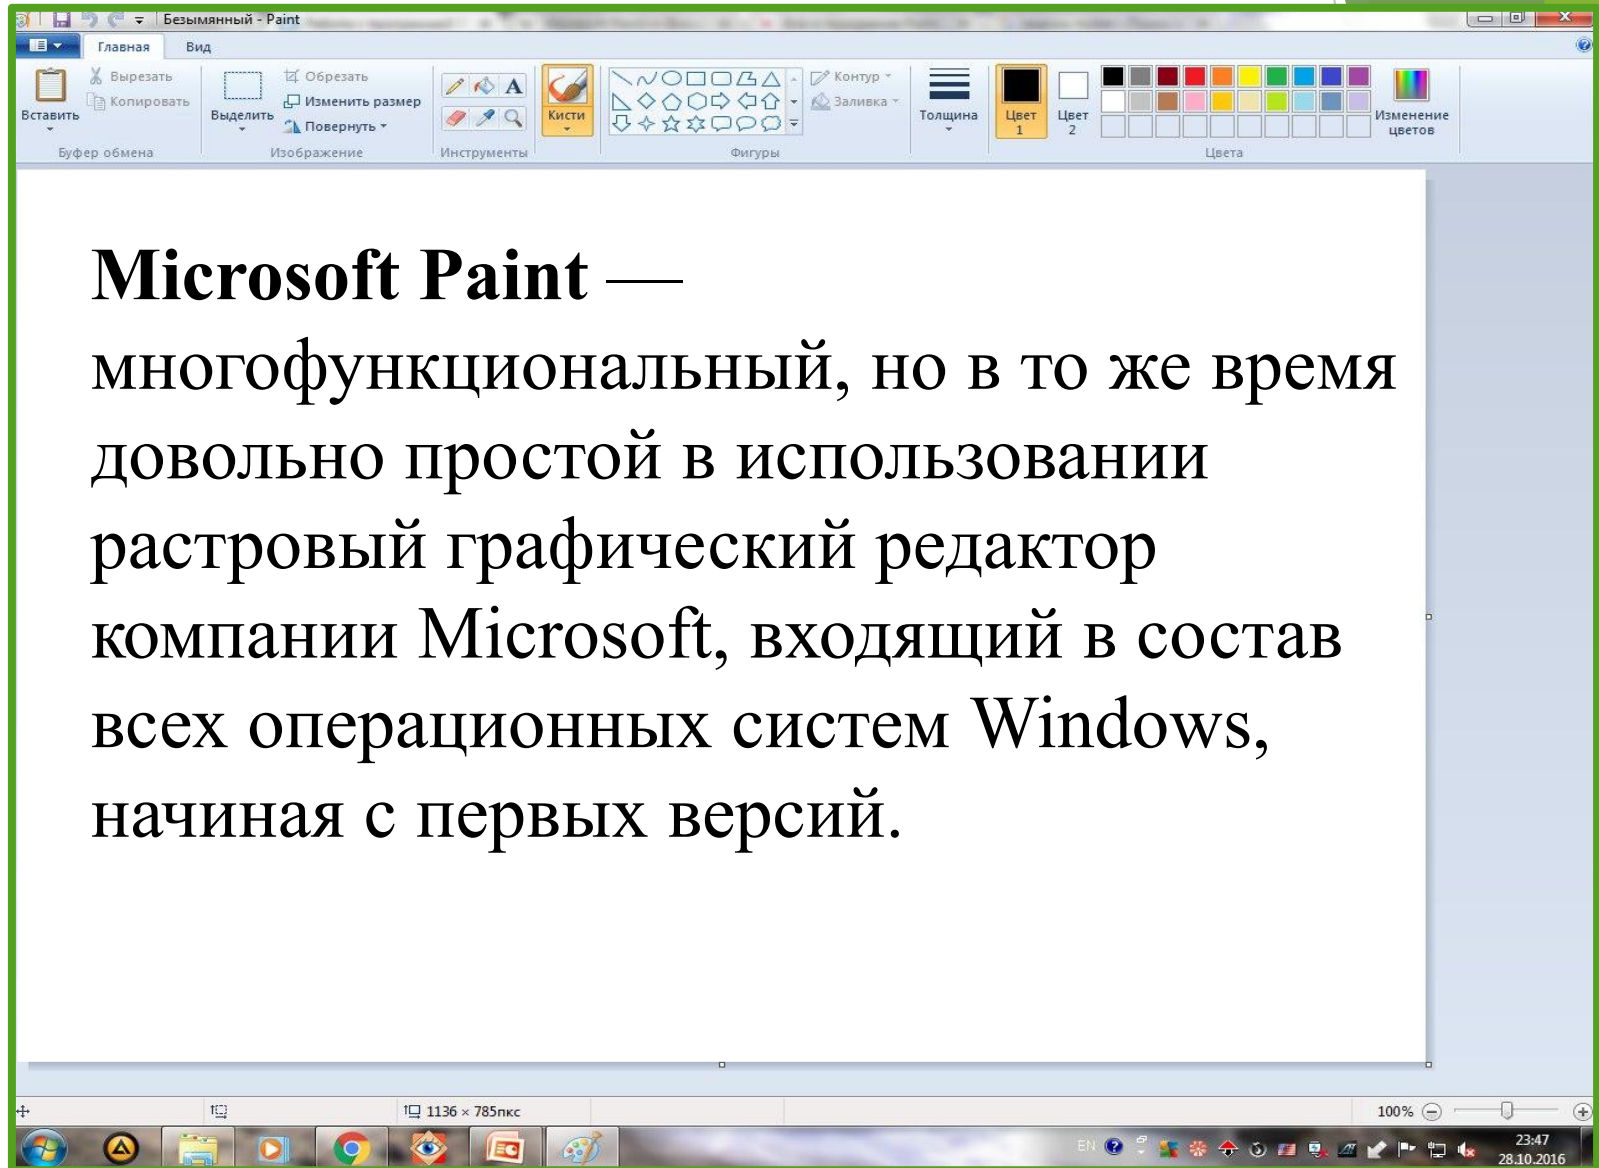 Безымянный - Paint
Главная Вид
Вставить
Вырезать
Копировать
Буфер обмена
Выделить
Обрезать
Изменить размер
Повернуть
Изображение
Инструменты
Кисти
Фигуры
Контур
Заливка
Толщина
Цвет 1
Цвет 2
Цвета
Изменение цветов
Microsoft Paint —
многофункциональный, но в то же время
довольно простой в использовании
растровый графический редактор
компании Microsoft, входящий в состав
всех операционных систем Windows,
начиная с первых версий.
1136 × 785пкс
100%
EN
23:47
28.10.2016